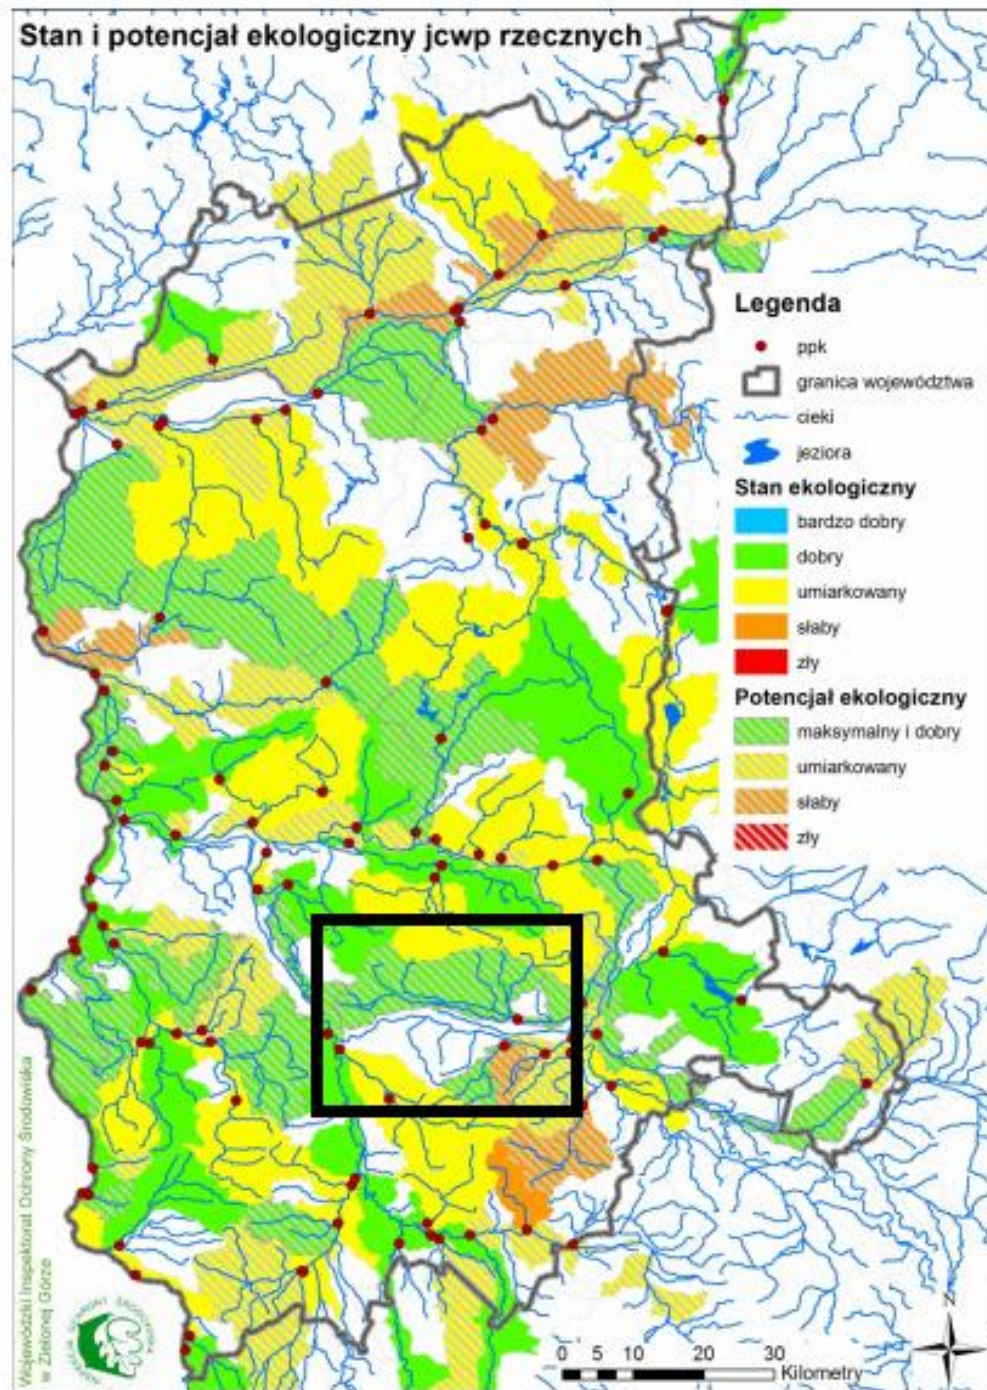 Stan i potencjał ekologiczny jcwp rzecznych
Legenda
ppk
granica województwa
cieki
jeziora
Stan ekologiczny
bardzo dobry
dobry
umiarkowany
słaby
zły
Potencjał ekologiczny
maksymalny i dobry
umiarkowany
słaby
zły
Wojewódzki Inspektorat Ochrony Środowiska
w Zielonej Górze
N
0 5 10 20 30
Kilometry